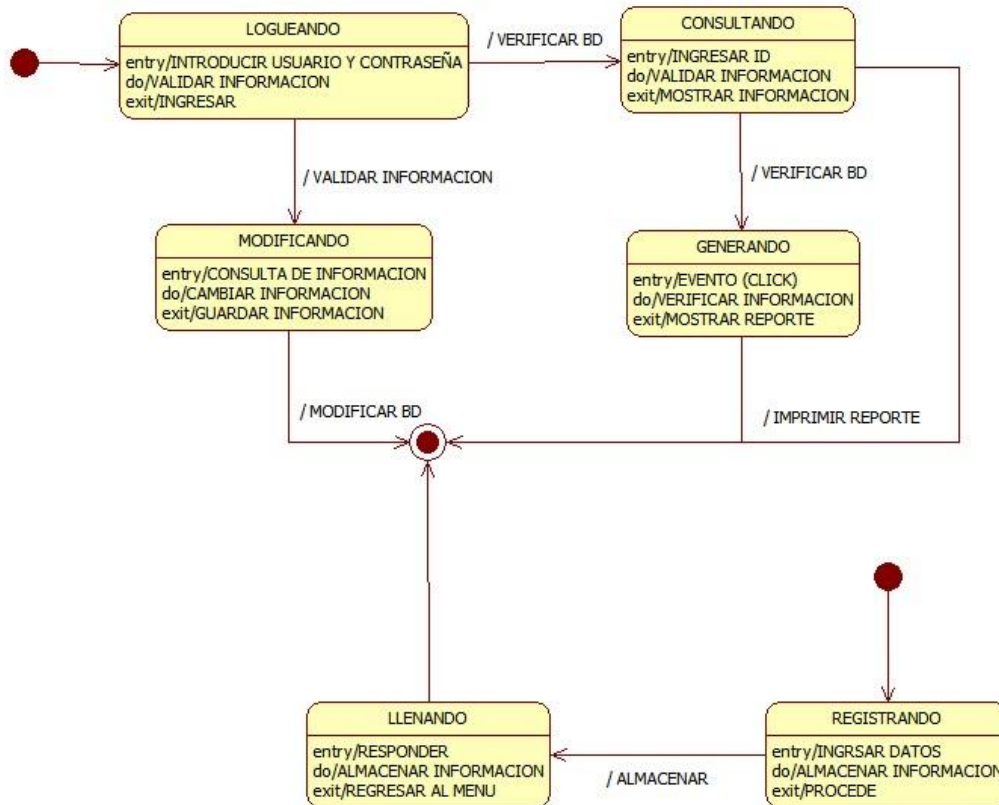 LOGUEANDO
entry/INTRODUCIR USUARIO Y CONTRASEÑA
do/VALIDAR INFORMACION
exit/INGRESAR
/ VERIFICAR BD
CONSULTANDO
entry/INGRESAR ID
do/VALIDAR INFORMACION
exit/MOSTRAR INFORMACION
/ VALIDAR INFORMACION
/ VERIFICAR BD
MODIFICANDO
entry/CONSULTA DE INFORMACION
do/CAMBIAR INFORMACION
exit/GUARDAR INFORMACION
GENERANDO
entry/EVENTO (CLICK)
do/VERIFICAR INFORMACION
exit/MOSTRAR REPORTE
/ MODIFICAR BD
/ IMPRIMIR REPORTE
LLENANDO
entry/RESPONDER
do/ALMACENAR INFORMACION
exit/REGRESAR AL MENU
/ ALMACENAR
REGISTRANDO
entry/INGRSAR DATOS
do/ALMACENAR INFORMACION
exit/PROCEDE